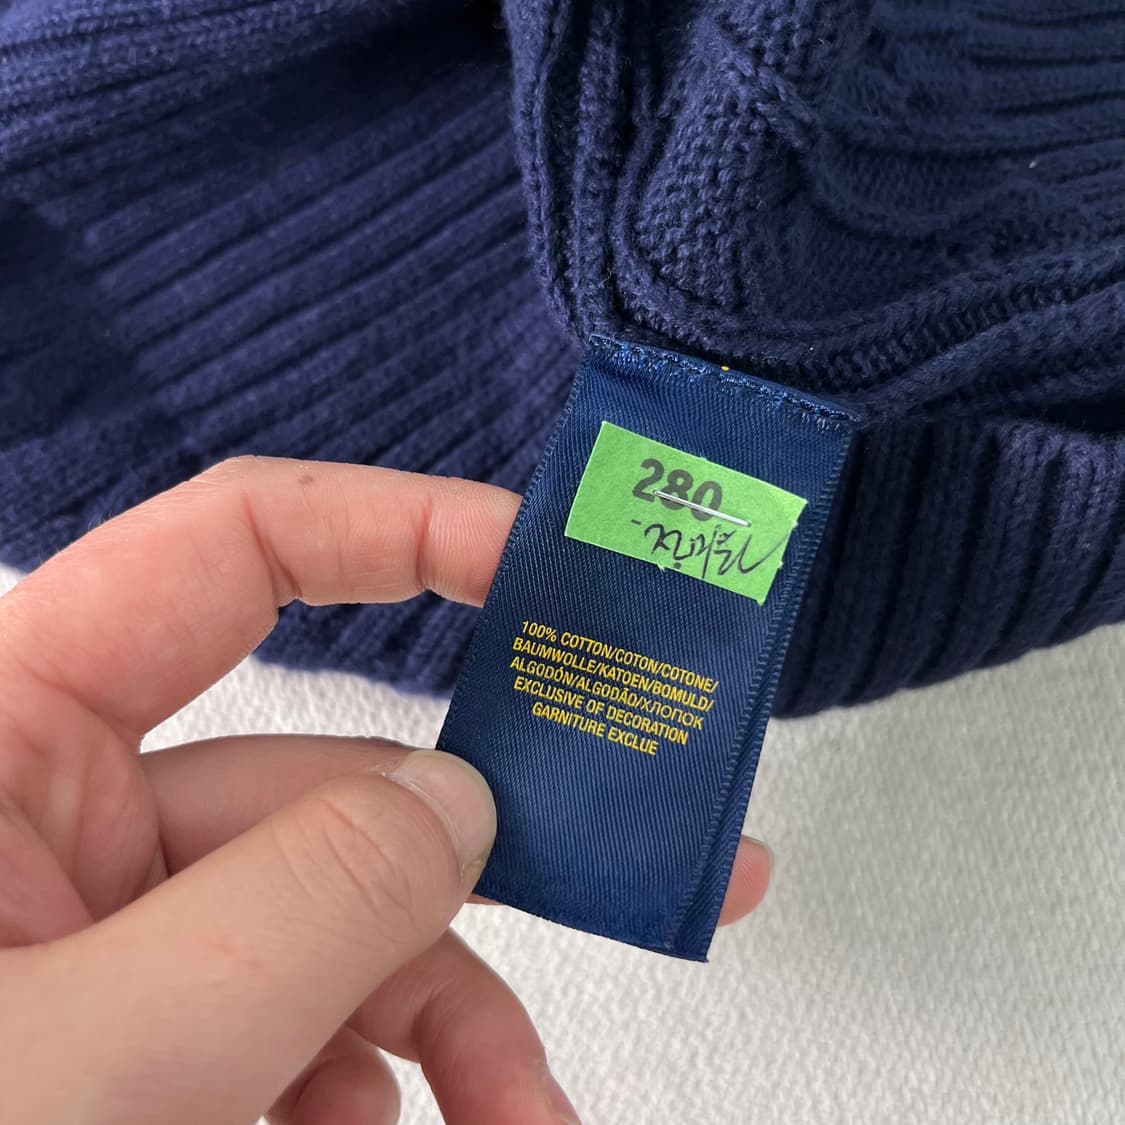 280
100% COTTON/COTON/COTONE/
BAUMWOLLE/KATOEN/BOMULD/
ALGODÓN/ALGODÃO/ХЛОПОК
EXCLUSIVE OF DECORATION
GARNITURE EXCLUE